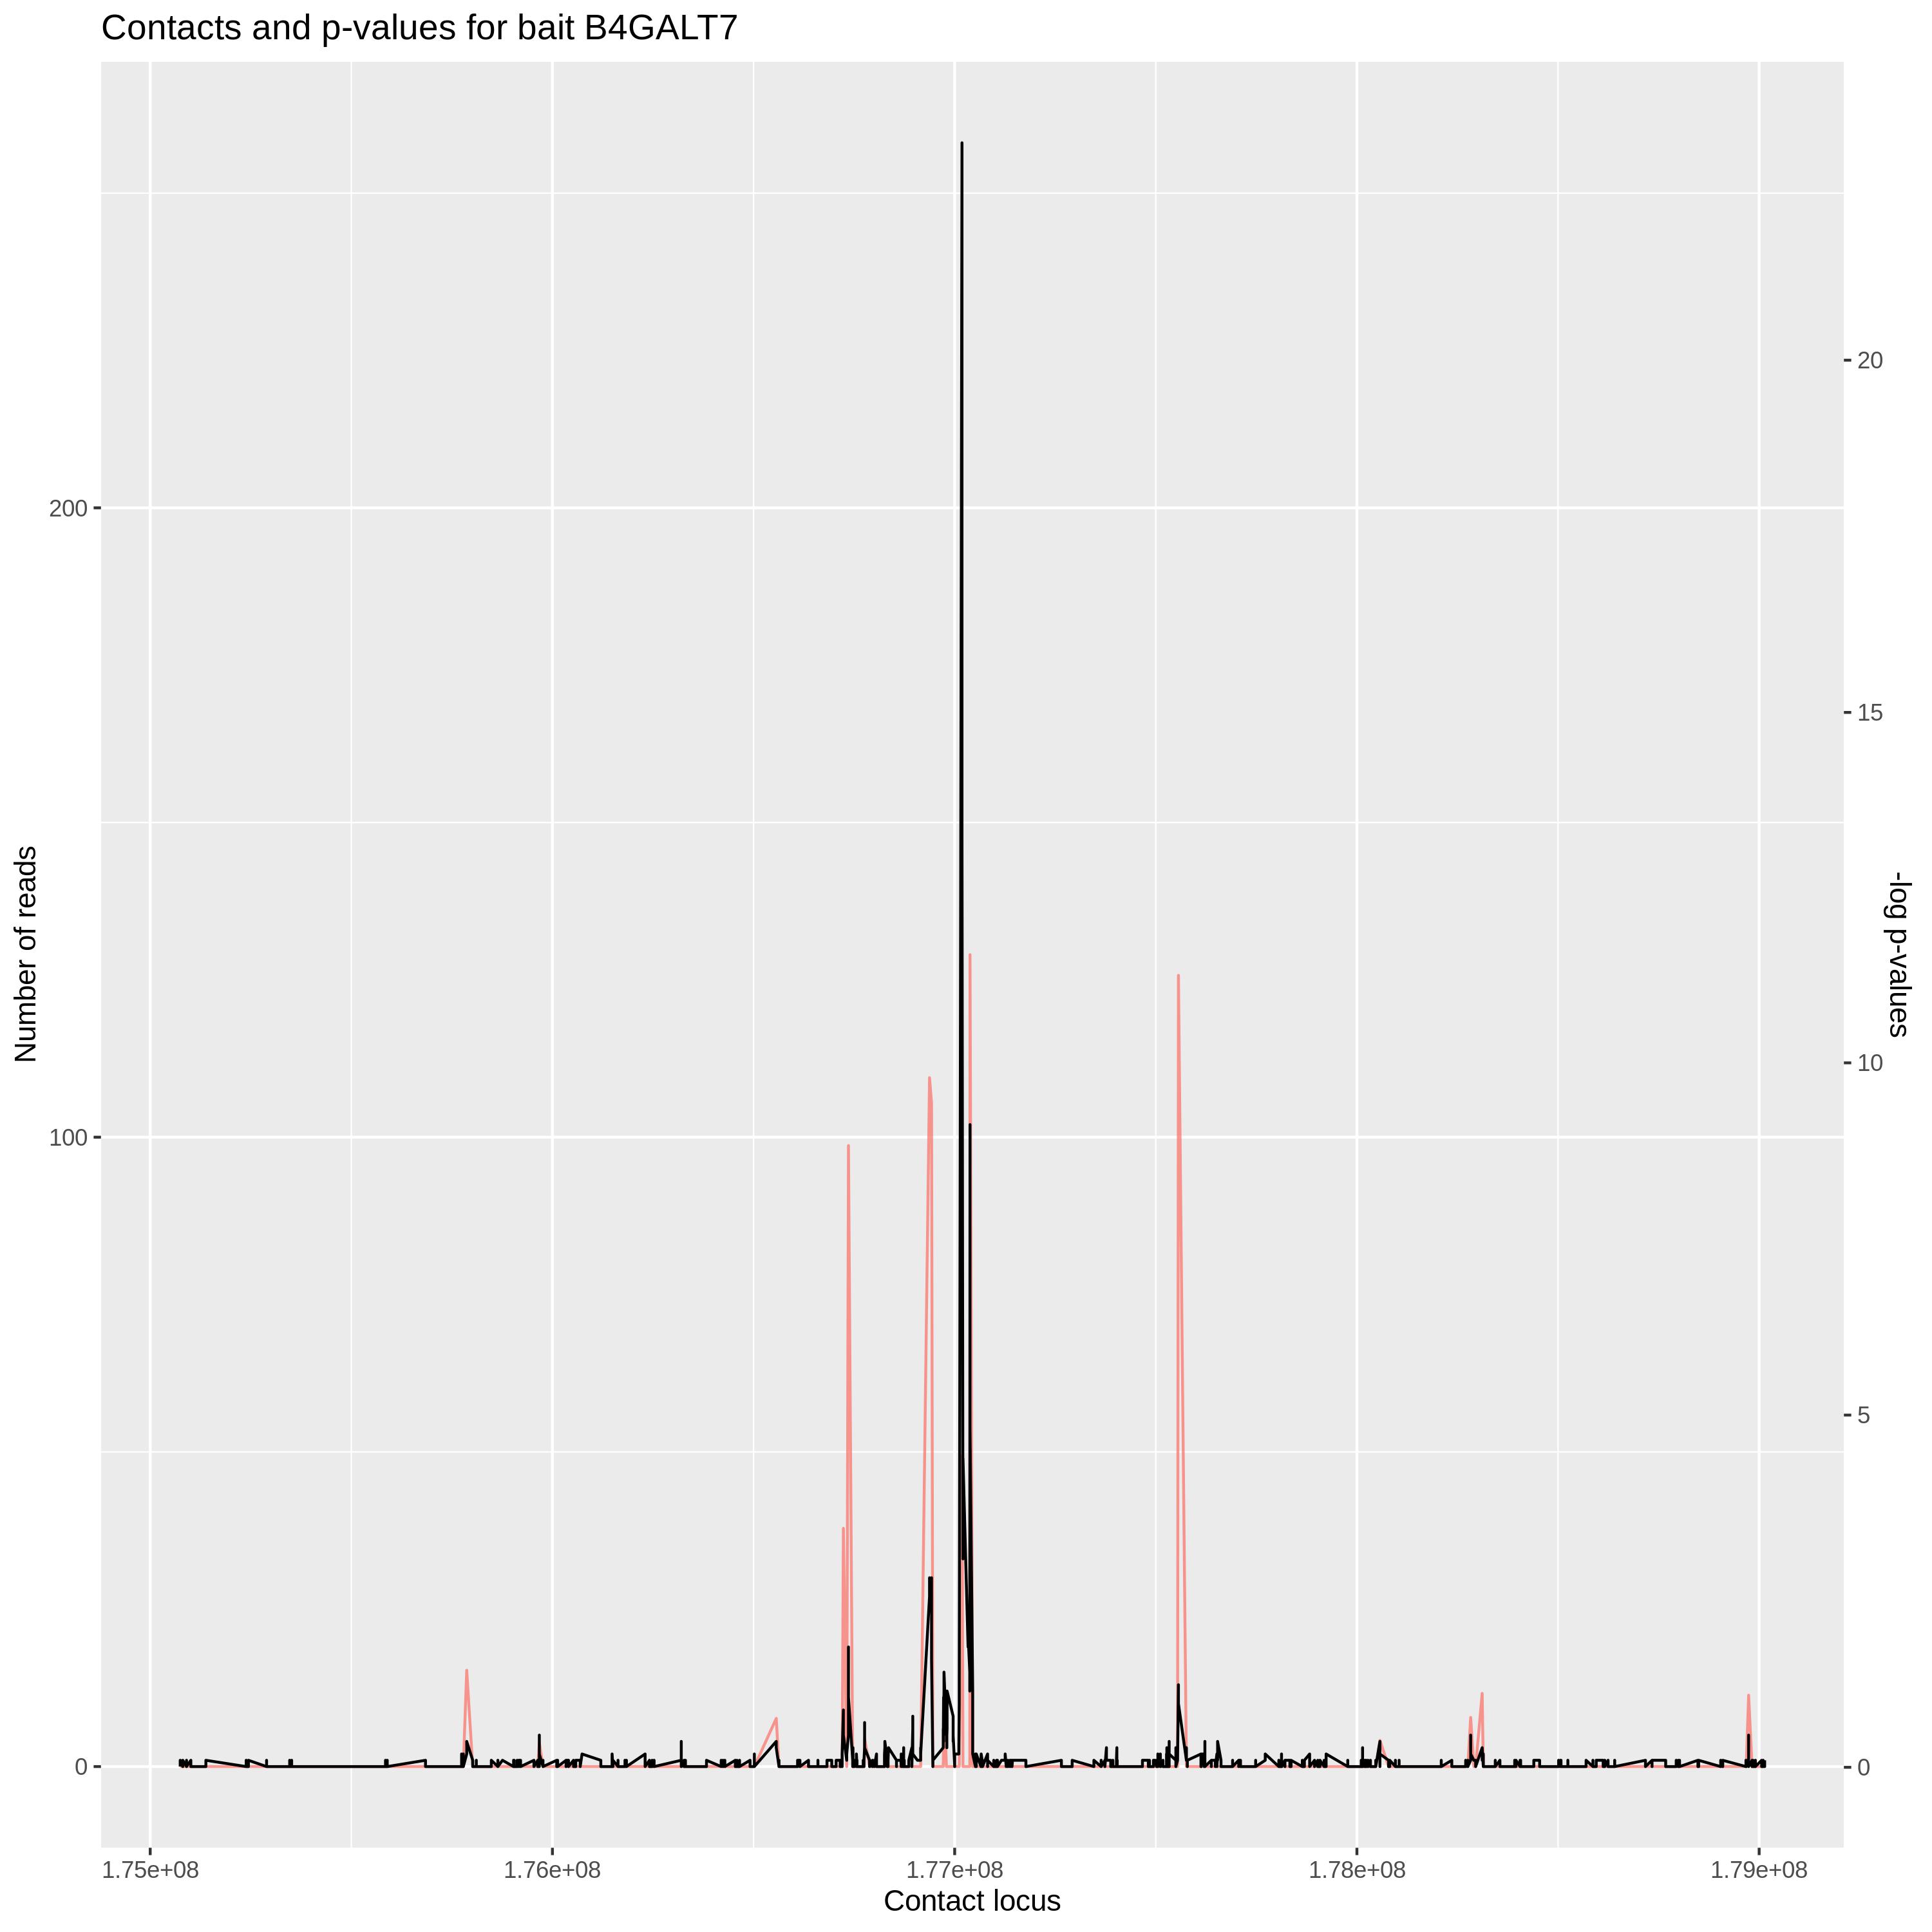 Contacts and p-values for bait B4GALT7
Number of reads
200
100
0
20
15
10
5
0
-log p-values
1.75e+08
1.76e+08
1.77e+08
1.78e+08
1.79e+08
Contact locus